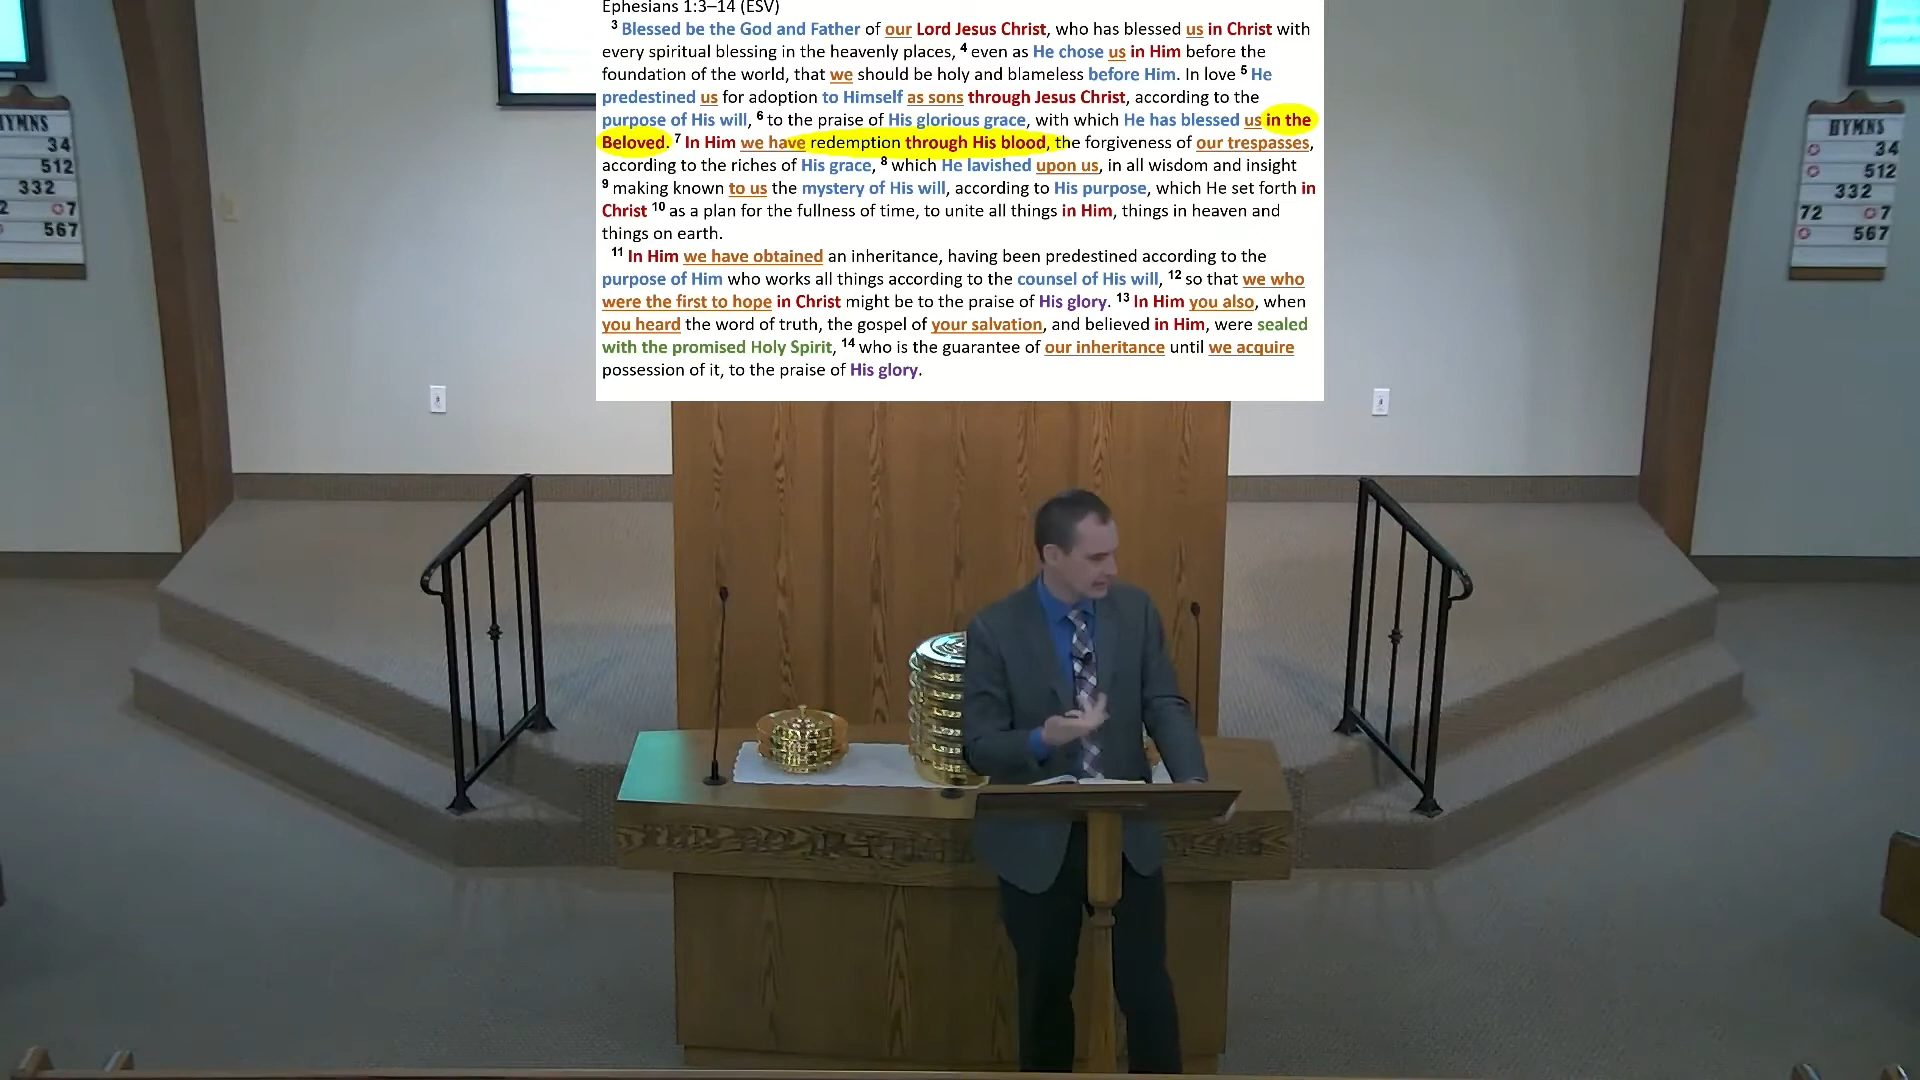 Ephesians 1:3–14 (ESV)
3 Blessed be the God and Father of our Lord Jesus Christ, who has blessed us in Christ with
every spiritual blessing in the heavenly places, 4 even as He chose us in Him before the
foundation of the world, that we should be holy and blameless before Him. In love 5 He
predestined us for adoption to Himself as sons through Jesus Christ, according to the
purpose of His will, 6 to the praise of His glorious grace, with which He has blessed us in the
Beloved. 7 In Him we have redemption through His blood, the forgiveness of our trespasses,
according to the riches of His grace, 8 which He lavished upon us, in all wisdom and insight
9 making known to us the mystery of His will, according to His purpose, which He set forth in
Christ 10 as a plan for the fullness of time, to unite all things in Him, things in heaven and
things on earth.
11 In Him we have obtained an inheritance, having been predestined according to the
purpose of Him who works all things according to the counsel of His will, 12 so that we who
were the first to hope in Christ might be to the praise of His glory. 13 In Him you also, when
you heard the word of truth, the gospel of your salvation, and believed in Him, were sealed
with the promised Holy Spirit, 14 who is the guarantee of our inheritance until we acquire
possession of it, to the praise of His glory.
HYMNS
34
512
332
2 7
567
HYMNS
34
512
332
72 7
567